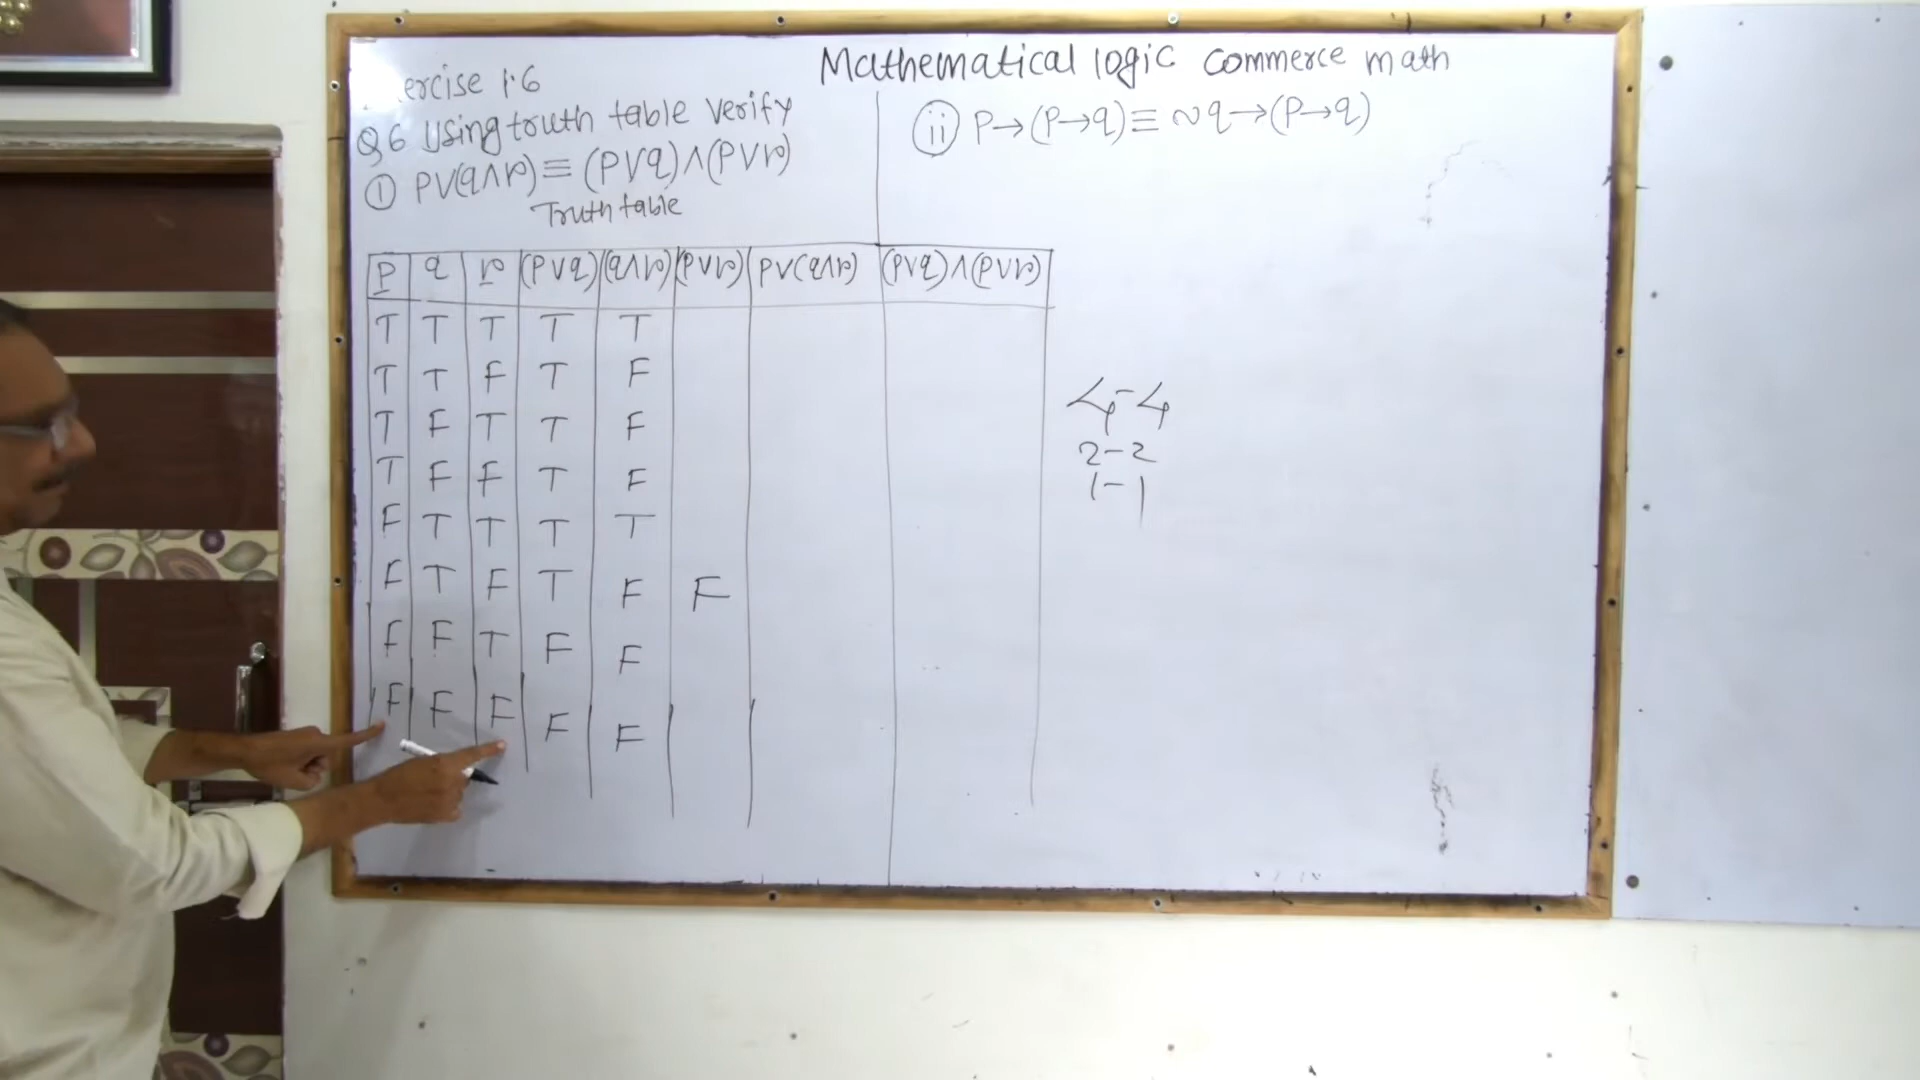 Mathematical logic commerce math
ercise 1.6
Q6 Using truth table Verify
① P∨(q∧r)≡(P∨q)∧(P∨r)
Truth table
ⓘⓘ P→(P→q)≡∼q→(P→q)
P q r (P∨q) (q∧r) (P∨r) P∨(q∧r) (P∨q)∧(P∨r)
T T T T T
T T F T F
T F T T F
T F F T F
F T T T T
F T F T F F
F F T F F
F F F F F
4-4
2-2
1-1